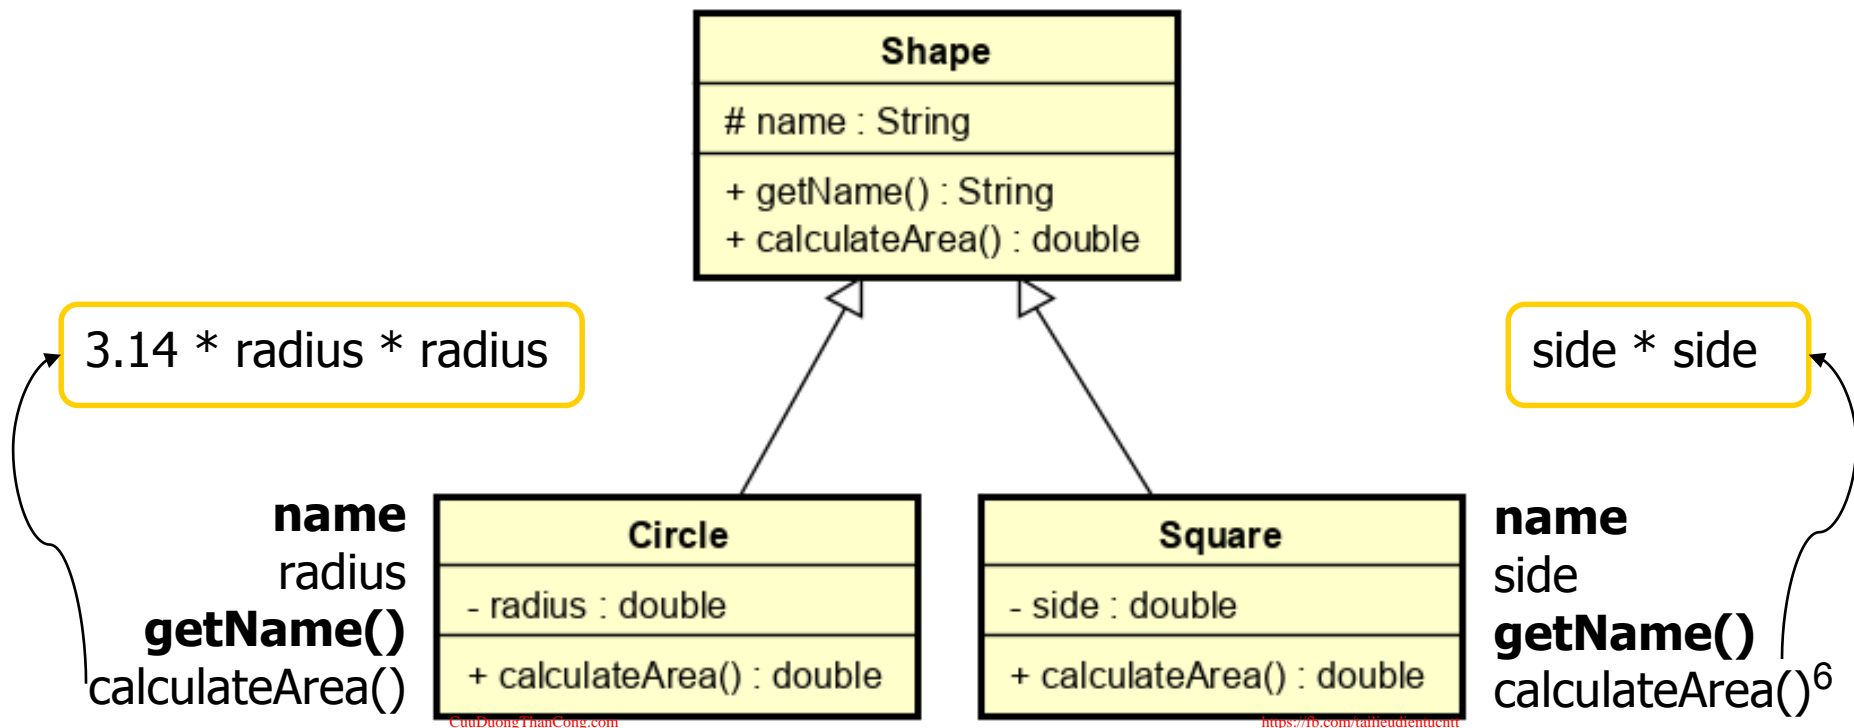 Shape
# name : String
+ getName() : String
+ calculateArea() : double
3.14 * radius * radius
side * side
name
radius
getName()
calculateArea()
Circle
- radius : double
+ calculateArea() : double
Square
- side : double
+ calculateArea() : double
name
side
getName()
calculateArea()
6
CuuDuongThanCong.com
https://fb.com/tailieudientucntt